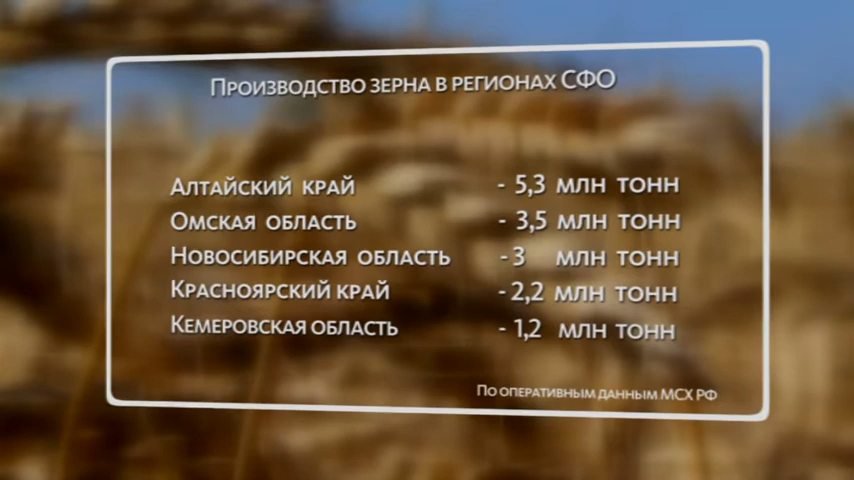 Производство зерна в регионах СФО
Алтайский край - 5,3 млн тонн
Омская область - 3,5 млн тонн
Новосибирская область - 3 млн тонн
Красноярский край - 2,2 млн тонн
Кемеровская область - 1,2 млн тонн
По оперативным данным МСХ РФ